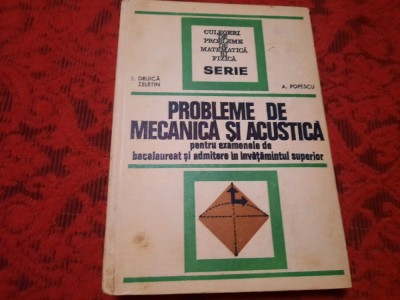 CULEGERI
PROBLEME
MATEMATICĂ
FIZICĂ
SERIE
I. DRUICĂ
ZELETIN
A. POPESCU
PROBLEME DE
MECANICĂ ȘI ACUSTICĂ
pentru examenele de
bacalaureat și admitere în învățămîntul superior